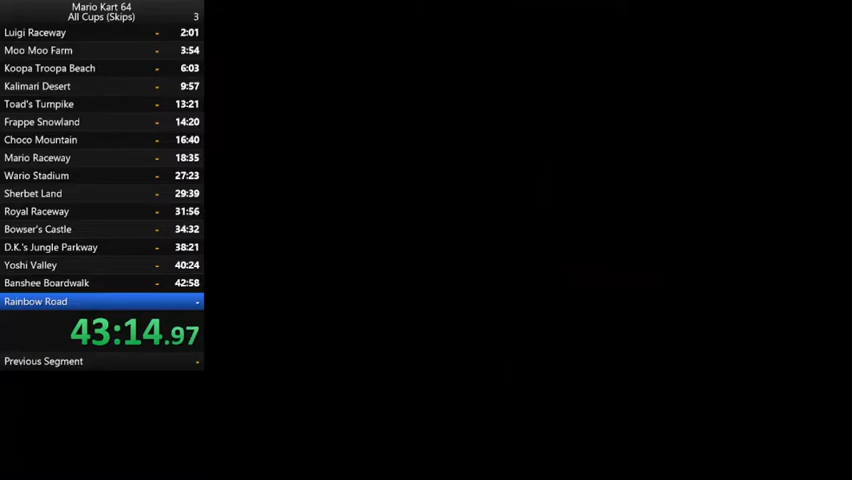 Mario Kart 64
All Cups (Skips) 3
Luigi Raceway - 2:01
Moo Moo Farm - 3:54
Koopa Troopa Beach - 6:03
Kalimari Desert - 9:57
Toad's Turnpike - 13:21
Frappe Snowland - 14:20
Choco Mountain - 16:40
Mario Raceway - 18:35
Wario Stadium - 27:23
Sherbet Land - 29:39
Royal Raceway - 31:56
Bowser's Castle - 34:32
D.K.'s Jungle Parkway - 38:21
Yoshi Valley - 40:24
Banshee Boardwalk - 42:58
Rainbow Road -
43:14.97
Previous Segment -